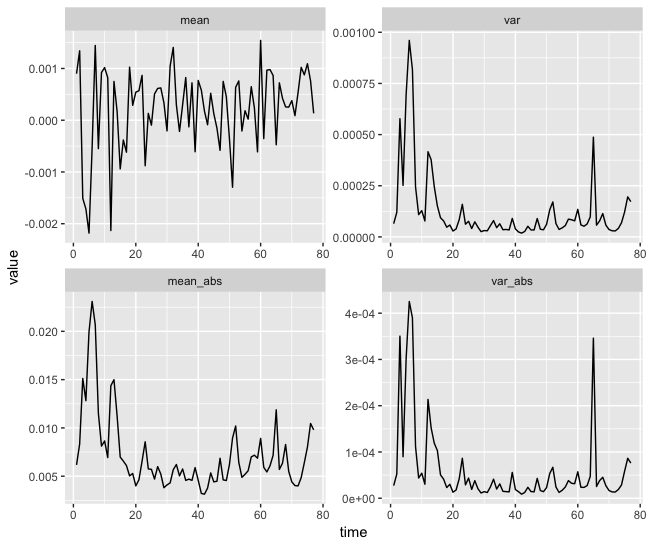 mean
var
0.001
0.000
-0.001
-0.002
0.00100
0.00075
0.00050
0.00025
0.00000
0 20 40 60 80
0 20 40 60 80
value
mean_abs
var_abs
0.020
0.015
0.010
0.005
4e-04
3e-04
2e-04
1e-04
0e+00
0 20 40 60 80
0 20 40 60 80
time